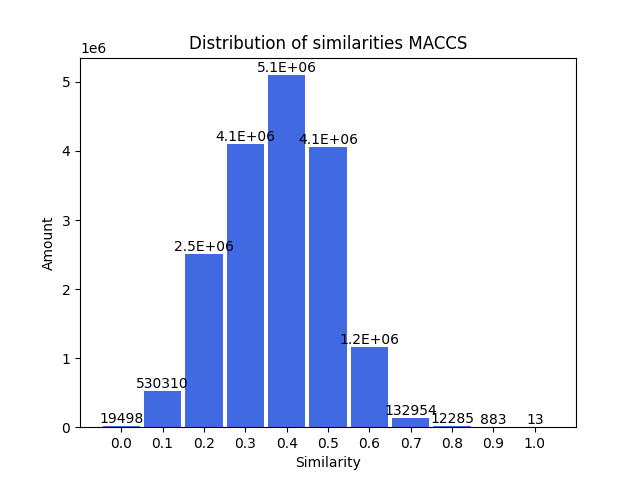 Distribution of similarities MACCS
1e6
5.1E+06
5
4.1E+06
4.1E+06
4
3
2.5E+06
2
1.2E+06
1
530310
132954
19498
12285
883
13
0
0.0 0.1 0.2 0.3 0.4 0.5 0.6 0.7 0.8 0.9 1.0
Similarity
Amount